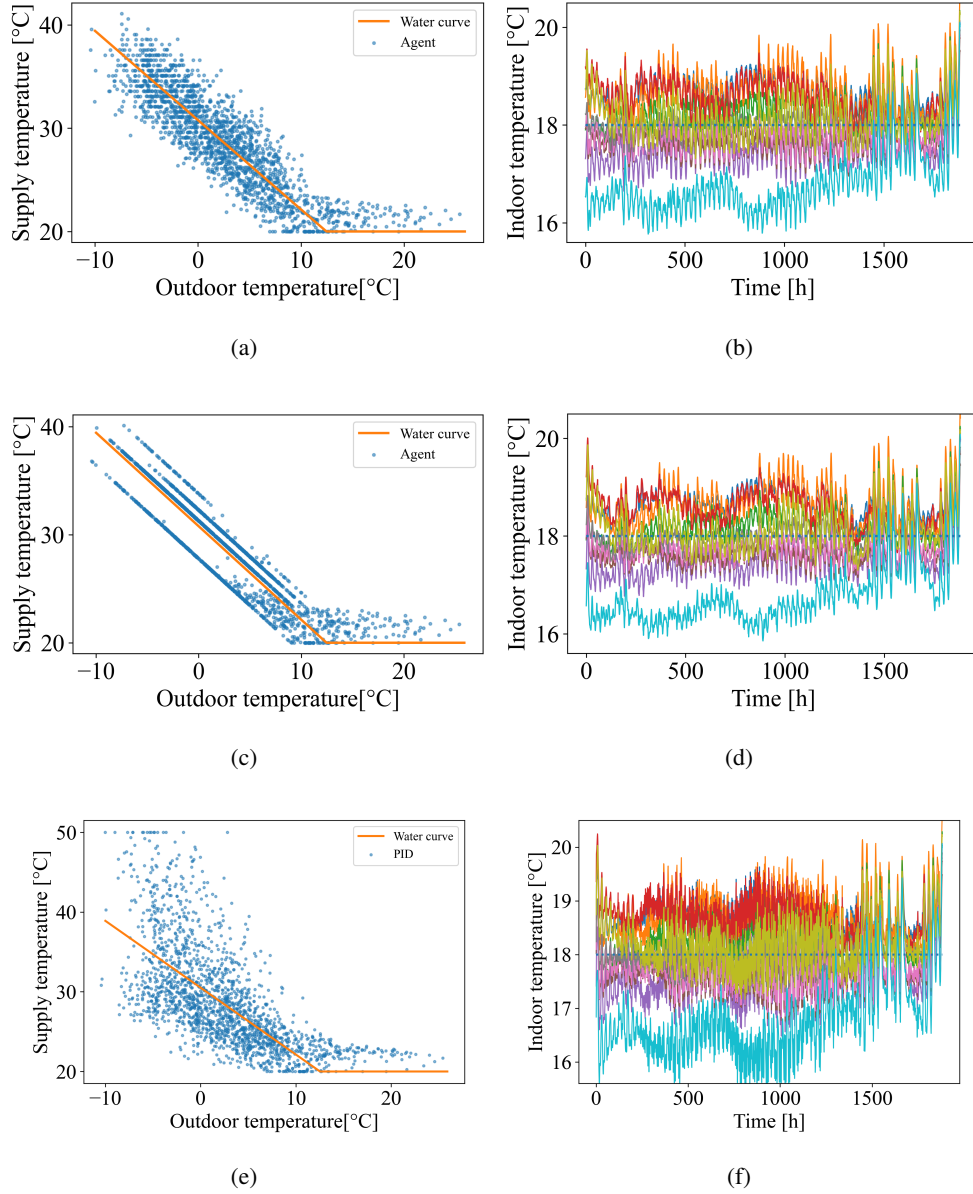 40
30
20
−10
0
10
20
Supply temperature [°C]
Outdoor temperature[°C]
Water curve
Agent
(a)
20
18
16
0
500
1000
1500
Indoor temperature [°C]
Time [h]
(b)
40
30
20
−10
0
10
20
Supply temperature [°C]
Outdoor temperature[°C]
Water curve
Agent
(c)
20
18
16
0
500
1000
1500
Indoor temperature [°C]
Time [h]
(d)
50
40
30
20
−10
0
10
20
Supply temperature [°C]
Outdoor temperature[°C]
Water curve
PID
(e)
20
19
18
17
16
0
500
1000
1500
Indoor temperature [°C]
Time [h]
(f)